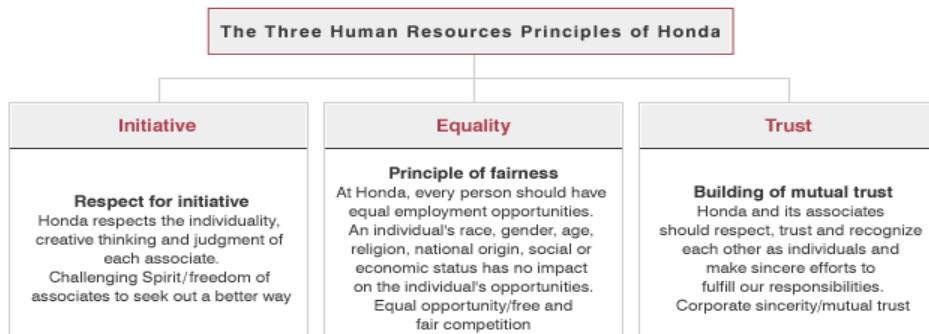 The Three Human Resources Principles of Honda
Initiative
Respect for initiative
Honda respects the individuality,
creative thinking and judgment of
each associate.
Challenging Spirit/freedom of
associates to seek out a better way
Equality
Principle of fairness
At Honda, every person should have
equal employment opportunities.
An individual's race, gender, age,
religion, national origin, social or
economic status has no impact
on the individual's opportunities.
Equal opportunity/free and
fair competition
Trust
Building of mutual trust
Honda and its associates
should respect, trust and recognize
each other as individuals and
make sincere efforts to
fulfill our responsibilities.
Corporate sincerity/mutual trust